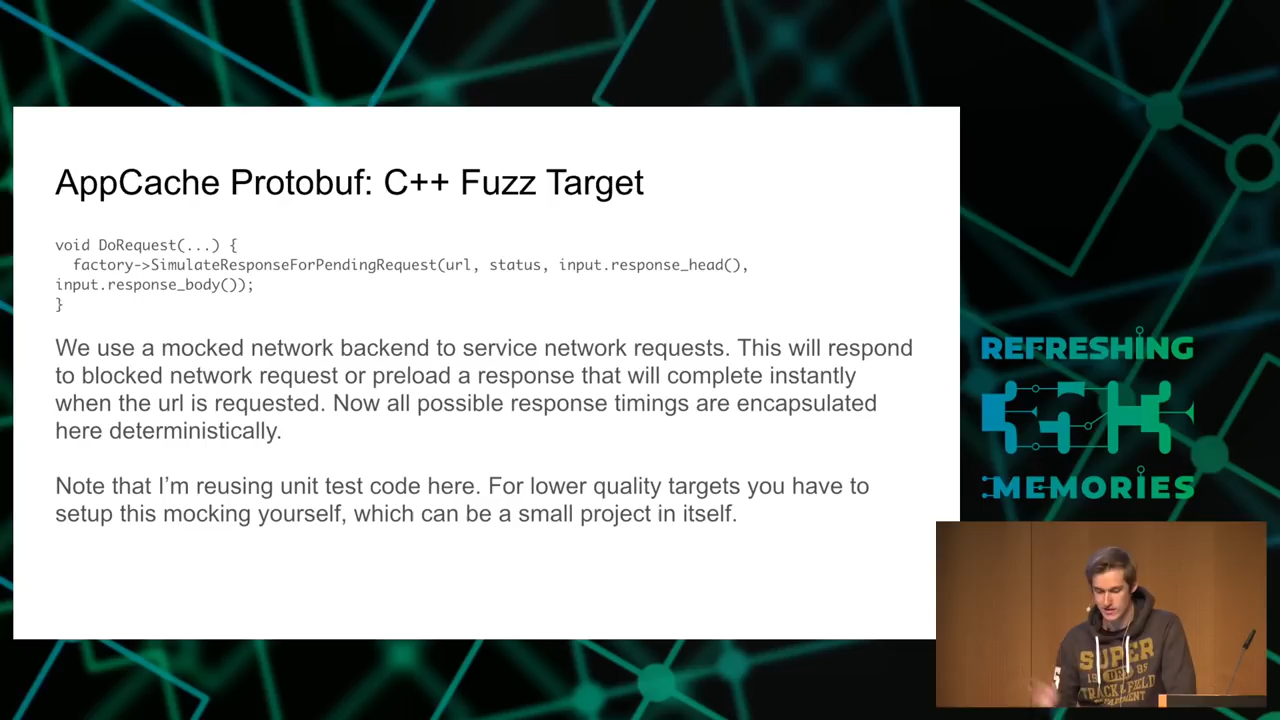 AppCache Protobuf: C++ Fuzz Target
void DoRequest(...) {
factory->SimulateResponseForPendingRequest(url, status, input.response_head(),
input.response_body());
}
We use a mocked network backend to service network requests. This will respond
to blocked network request or preload a response that will complete instantly
when the url is requested. Now all possible response timings are encapsulated
here deterministically.
Note that I'm reusing unit test code here. For lower quality targets you have to
setup this mocking yourself, which can be a small project in itself.
REFRESHING
MEMORIES
SUPER
TRACK & FIELD